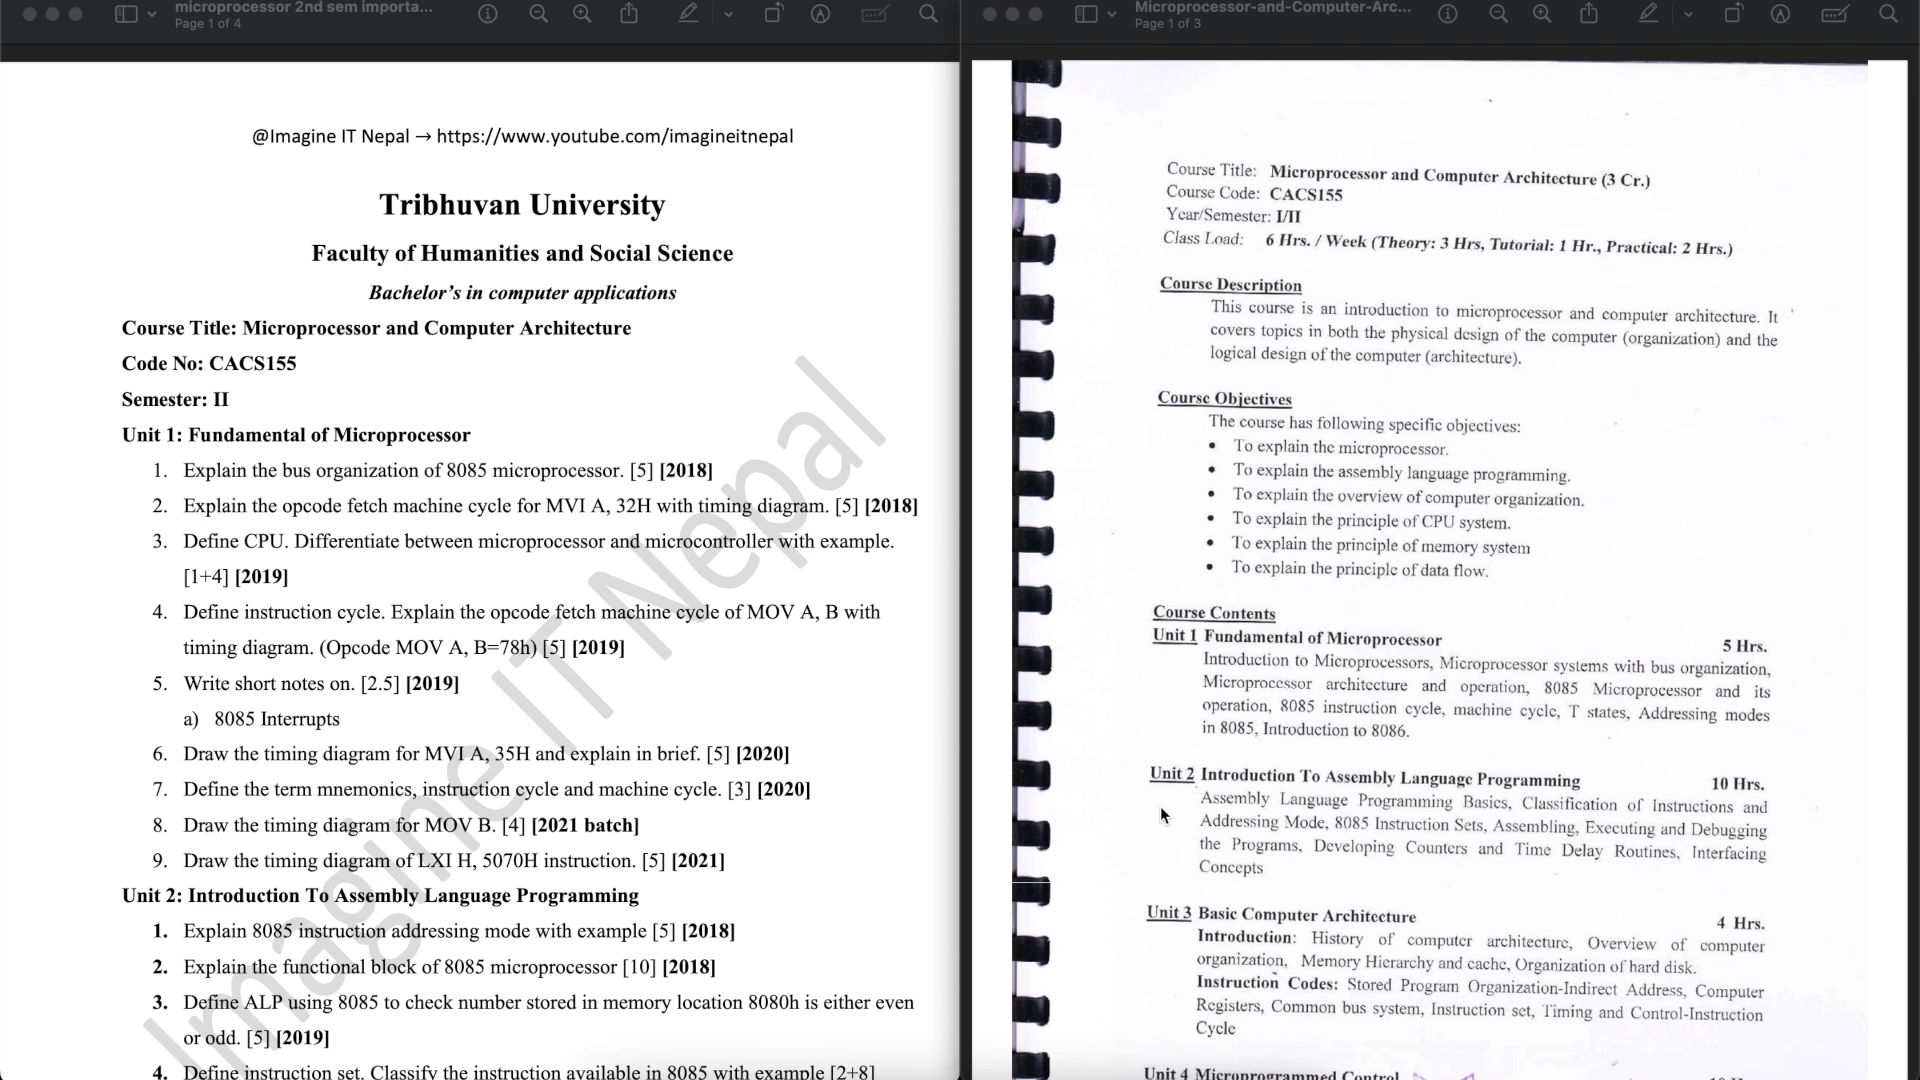 microprocessor 2nd sem importa...
Page 1 of 4
@Imagine IT Nepal → https://www.youtube.com/imagineitnepal
Tribhuvan University
Faculty of Humanities and Social Science
Bachelor's in computer applications
Course Title: Microprocessor and Computer Architecture
Code No: CACS155
Semester: II
Unit 1: Fundamental of Microprocessor
1. Explain the bus organization of 8085 microprocessor. [5] [2018]
2. Explain the opcode fetch machine cycle for MVI A, 32H with timing diagram. [5] [2018]
3. Define CPU. Differentiate between microprocessor and microcontroller with example.
[1+4] [2019]
4. Define instruction cycle. Explain the opcode fetch machine cycle of MOV A, B with
timing diagram. (Opcode MOV A, B=78h) [5] [2019]
5. Write short notes on. [2.5] [2019]
a) 8085 Interrupts
6. Draw the timing diagram for MVI A, 35H and explain in brief. [5] [2020]
7. Define the term mnemonics, instruction cycle and machine cycle. [3] [2020]
8. Draw the timing diagram for MOV B. [4] [2021 batch]
9. Draw the timing diagram of LXI H, 5070H instruction. [5] [2021]
Unit 2: Introduction To Assembly Language Programming
1. Explain 8085 instruction addressing mode with example [5] [2018]
2. Explain the functional block of 8085 microprocessor [10] [2018]
3. Define ALP using 8085 to check number stored in memory location 8080h is either even
or odd. [5] [2019]
4. Define instruction set. Classify the instruction available in 8085 with example [2+8]
Imagine IT Nepal
Microprocessor-and-Computer-Arc...
Page 1 of 3
Course Title: Microprocessor and Computer Architecture (3 Cr.)
Course Code: CACS155
Year/Semester: I/II
Class Load: 6 Hrs. / Week (Theory: 3 Hrs, Tutorial: 1 Hr., Practical: 2 Hrs.)
Course Description
This course is an introduction to microprocessor and computer architecture. It
covers topics in both the physical design of the computer (organization) and the
logical design of the computer (architecture).
Course Objectives
The course has following specific objectives:
• To explain the microprocessor.
• To explain the assembly language programming.
• To explain the overview of computer organization.
• To explain the principle of CPU system.
• To explain the principle of memory system
• To explain the principle of data flow.
Course Contents
Unit 1 Fundamental of Microprocessor 5 Hrs.
Introduction to Microprocessors, Microprocessor systems with bus organization,
Microprocessor architecture and operation, 8085 Microprocessor and its
operation, 8085 instruction cycle, machine cycle, T states, Addressing modes
in 8085, Introduction to 8086.
Unit 2 Introduction To Assembly Language Programming 10 Hrs.
Assembly Language Programming Basics, Classification of Instructions and
Addressing Mode, 8085 Instruction Sets, Assembling, Executing and Debugging
the Programs, Developing Counters and Time Delay Routines, Interfacing
Concepts
Unit 3 Basic Computer Architecture 4 Hrs.
Introduction: History of computer architecture, Overview of computer
organization, Memory Hierarchy and cache, Organization of hard disk.
Instruction Codes: Stored Program Organization-Indirect Address, Computer
Registers, Common bus system, Instruction set, Timing and Control-Instruction
Cycle
Unit 4 Microprogrammed Control